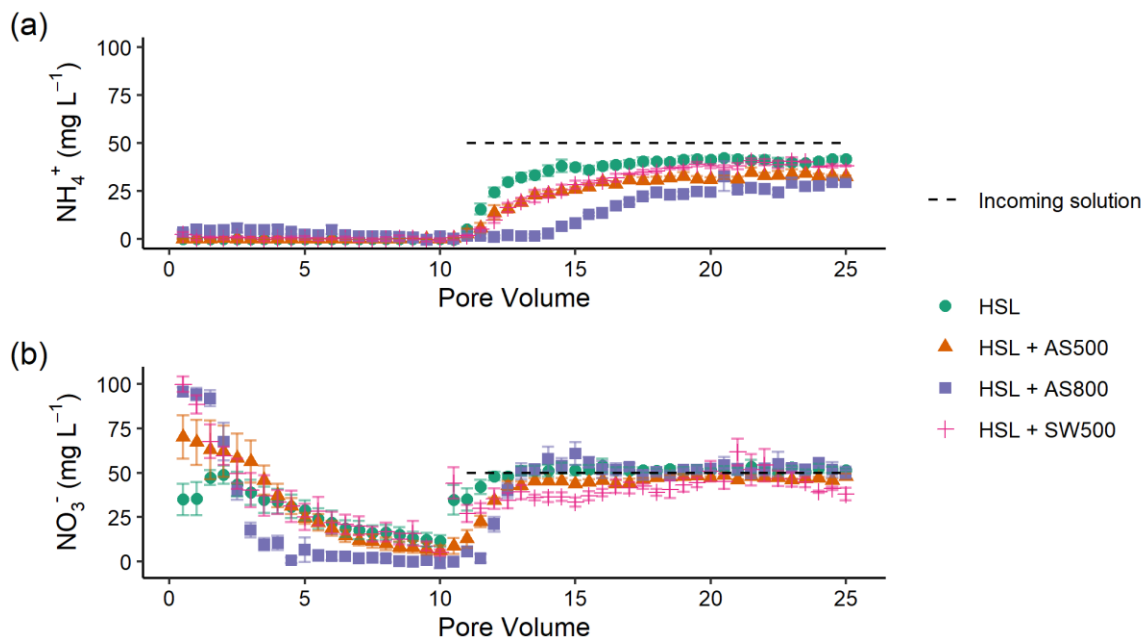 (a)
100
75
50
25
0
NH₄⁺ (mg L⁻¹)
0 5 10 15 20 25
Pore Volume
(b)
100
75
50
25
0
NO₃⁻ (mg L⁻¹)
0 5 10 15 20 25
Pore Volume
Incoming solution
HSL
HSL + AS500
HSL + AS800
HSL + SW500